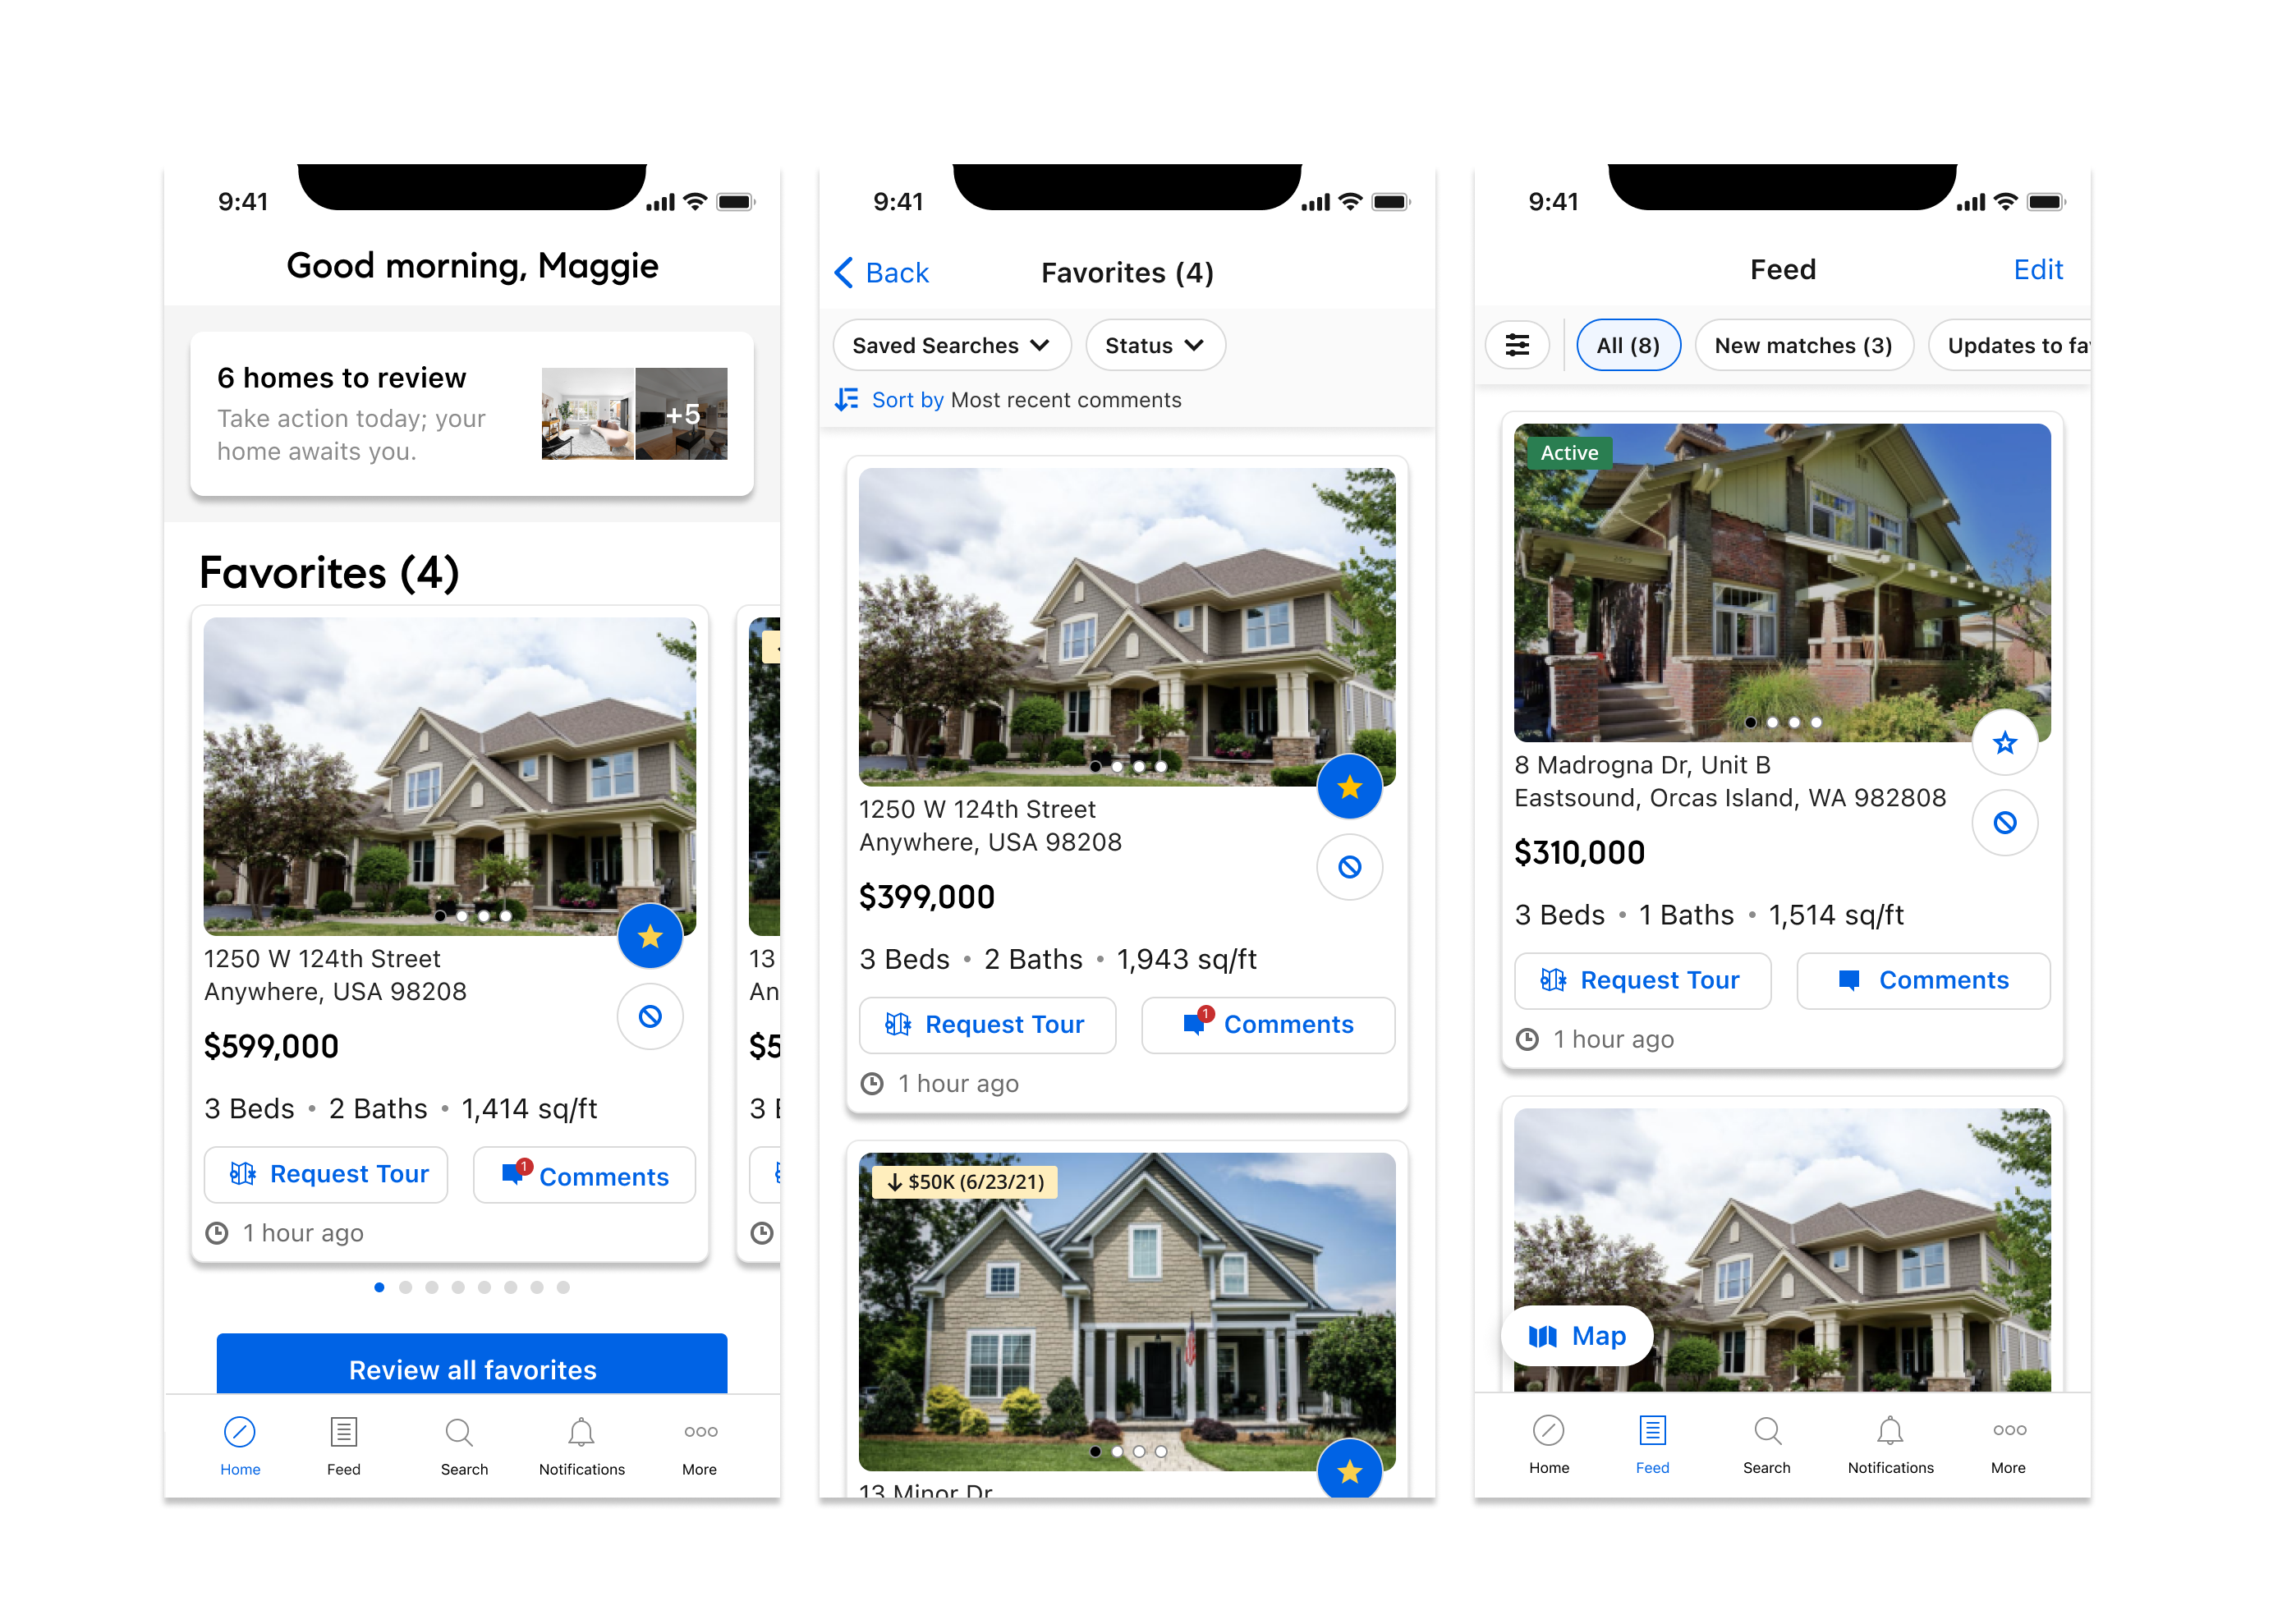 9:41
Good morning, Maggie
6 homes to review
Take action today; your
home awaits you.
+5
Favorites (4)
1250 W 124th Street
Anywhere, USA 98208
$599,000
3 Beds • 2 Baths • 1,414 sq/ft
Request Tour
1
Comments
1 hour ago
13
An
$5
3
Review all favorites
Home
Feed
Search
Notifications
More
9:41
Back
Favorites (4)
Saved Searches
Status
Sort by Most recent comments
1250 W 124th Street
Anywhere, USA 98208
$399,000
3 Beds • 2 Baths • 1,943 sq/ft
Request Tour
1
Comments
1 hour ago
$50K (6/23/21)
13 Minor Dr
9:41
Feed
Edit
All (8)
New matches (3)
Updates to fa
Active
8 Madrogna Dr, Unit B
Eastsound, Orcas Island, WA 982808
$310,000
3 Beds • 1 Baths • 1,514 sq/ft
Request Tour
Comments
1 hour ago
Map
Home
Feed
Search
Notifications
More